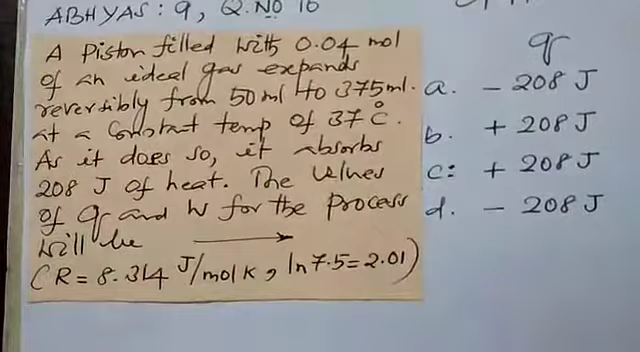 ABHYAS: 9, Q.NO 16
A Piston filled with 0.04 mol
of an ideal gas expands
reversibly from 50 ml to 375 ml.
at a Constant temp of 37°C.
As it does so, it absorbs
208 J of heat. The values
of q and W for the process
will be
(R = 8.314 J/mol K, ln 7.5 = 2.01)
q
a. - 208 J
b. + 208 J
c: + 208 J
d. - 208 J